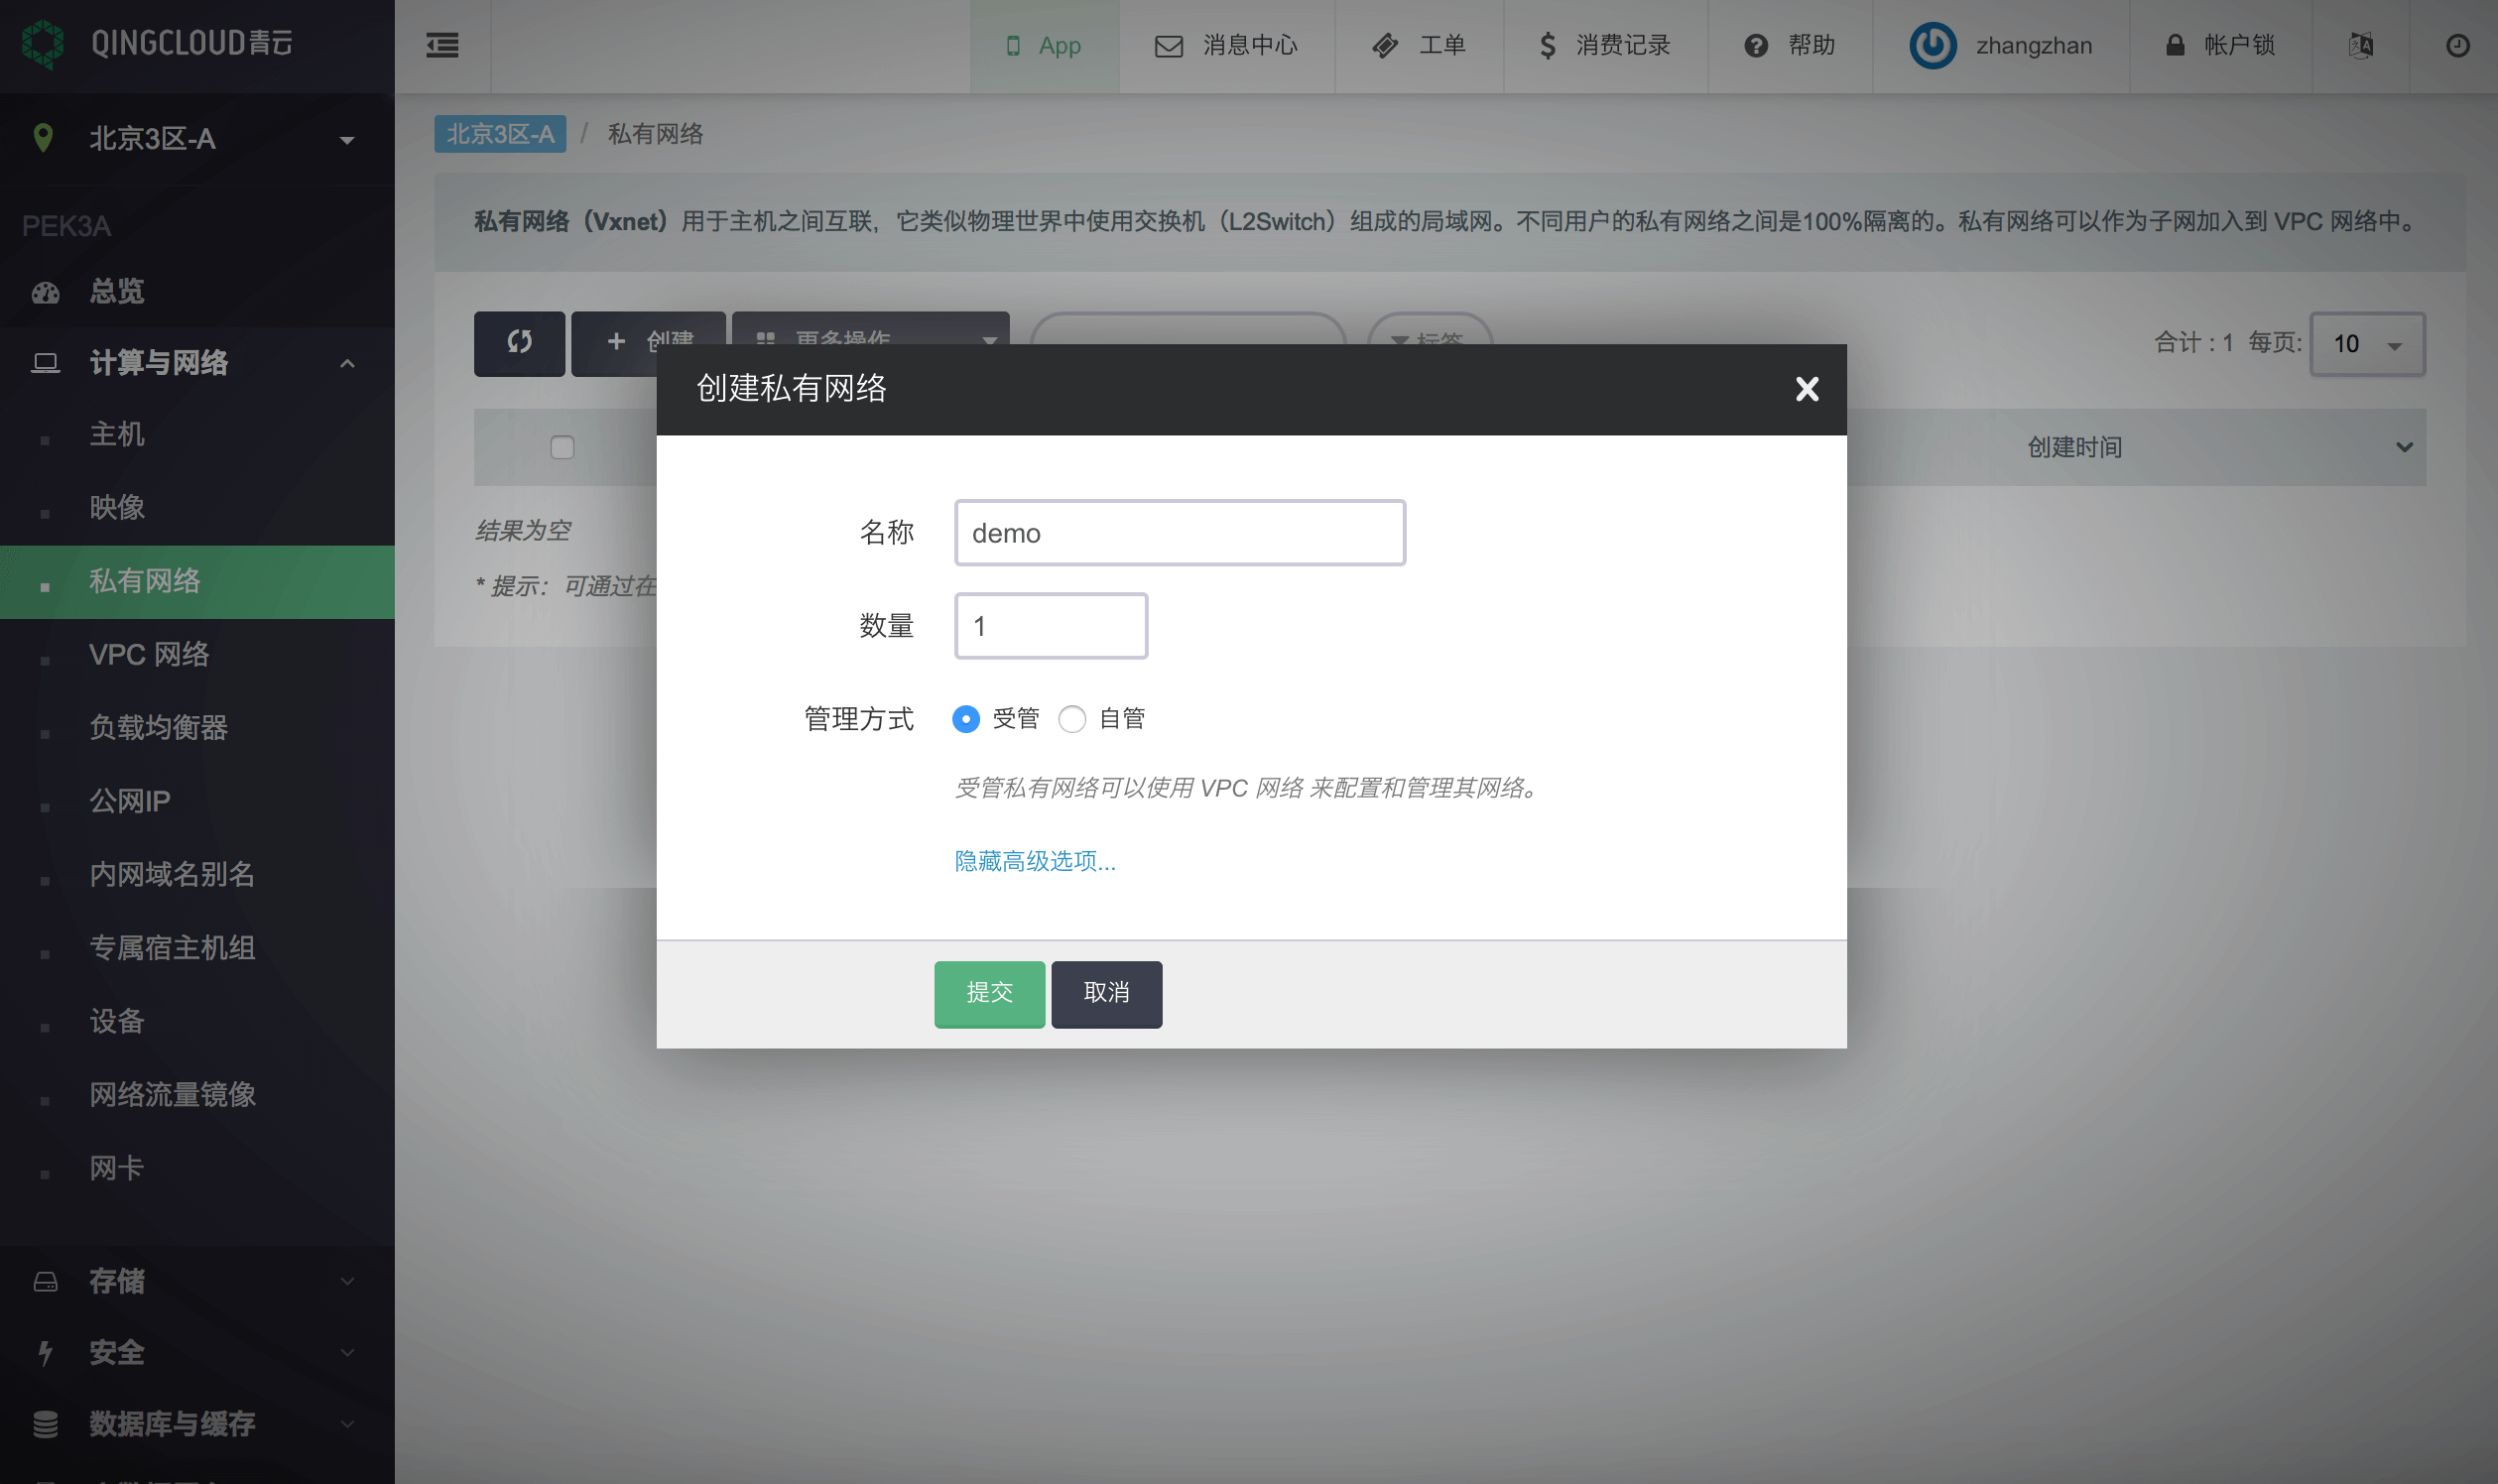 QINGCLOUD青云
App
消息中心
工单
消费记录
帮助
zhangzhan
帐户锁
北京3区-A
PEK3A
总览
计算与网络
主机
映像
私有网络
VPC 网络
负载均衡器
公网IP
内网域名别名
专属宿主机组
设备
网络流量镜像
网卡
存储
安全
数据库与缓存
北京3区-A / 私有网络
私有网络（Vxnet）用于主机之间互联，它类似物理世界中使用交换机（L2Switch）组成的局域网。不同用户的私有网络之间是100%隔离的。私有网络可以作为子网加入到 VPC 网络中。
创建
更多操作
标签
合计 : 1 每页: 10
创建时间
结果为空
* 提示：可通过在
创建私有网络
名称 demo
数量 1
管理方式 受管 自管
受管私有网络可以使用 VPC 网络 来配置和管理其网络。
隐藏高级选项...
提交 取消